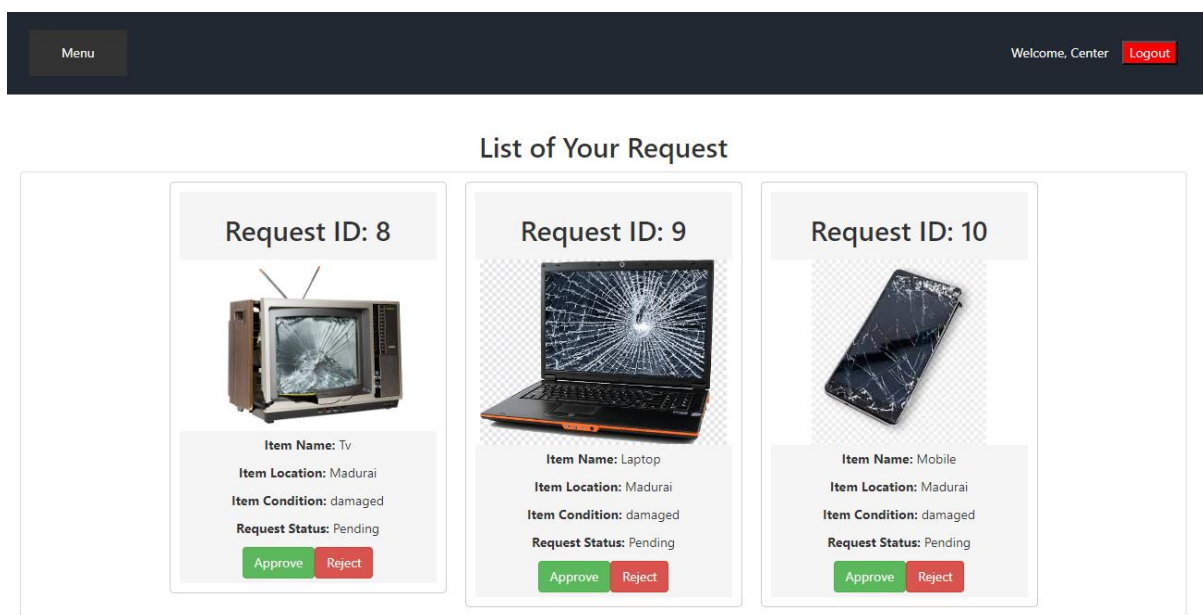 Menu
Welcome, Center
Logout
List of Your Request
Request ID: 8
Item Name: Tv
Item Location: Madurai
Item Condition: damaged
Request Status: Pending
Approve Reject
Request ID: 9
Item Name: Laptop
Item Location: Madurai
Item Condition: damaged
Request Status: Pending
Approve Reject
Request ID: 10
Item Name: Mobile
Item Location: Madurai
Item Condition: damaged
Request Status: Pending
Approve Reject